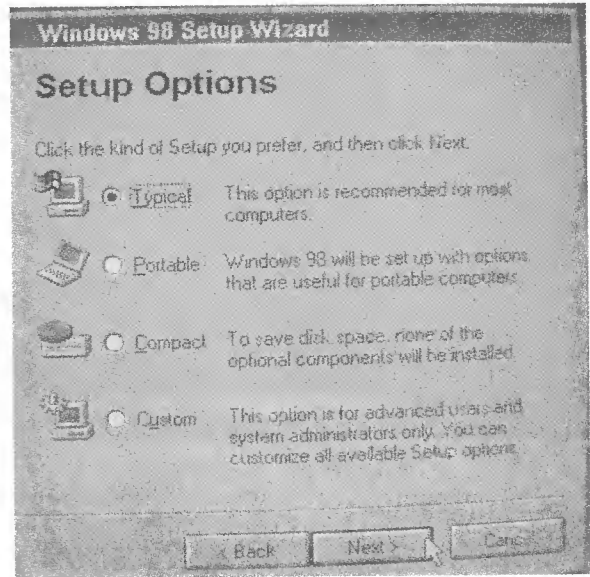 Windows 98 Setup Wizard
Setup Options
Click the kind of Setup you prefer, and then click Next.
Typical
This option is recommended for most
computers.
Portable
Windows 98 will be set up with options
that are useful for portable computers.
Compact
To save disk space, none of the
optional components will be installed.
Custom
This option is for advanced users and
system administrators only. You can
customize all available Setup options.
< Back
Next >
Canc